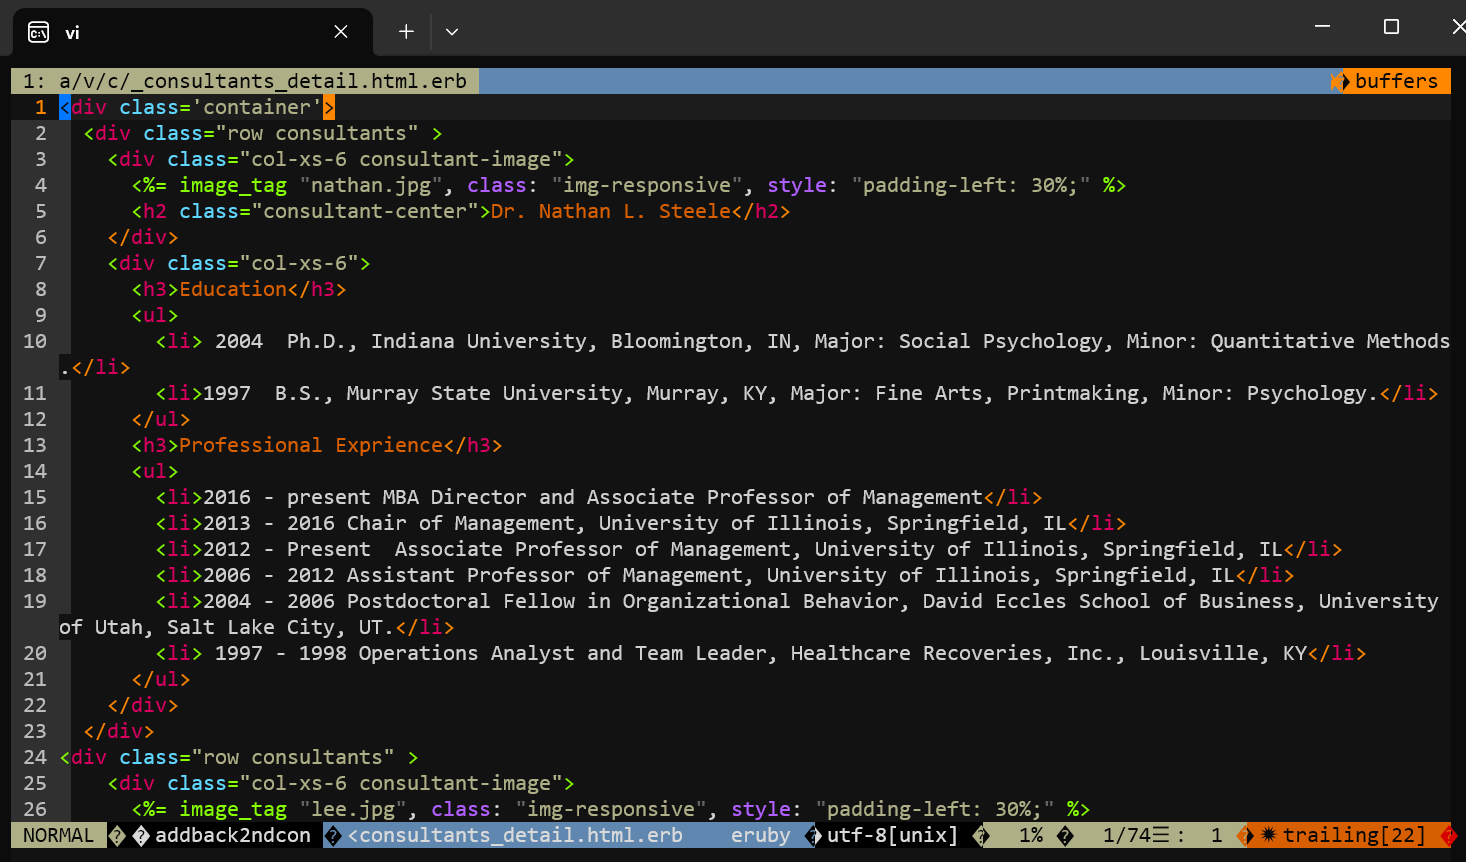 vi
1: a/v/c/_consultants_detail.html.erb buffers
1 <div class='container'>
2   <div class="row consultants" >
3     <div class="col-xs-6 consultant-image">
4       <%= image_tag "nathan.jpg", class: "img-responsive", style: "padding-left: 30%;" %>
5       <h2 class="consultant-center">Dr. Nathan L. Steele</h2>
6     </div>
7     <div class="col-xs-6">
8       <h3>Education</h3>
9       <ul>
10         <li> 2004  Ph.D., Indiana University, Bloomington, IN, Major: Social Psychology, Minor: Quantitative Methods
.</li>
11         <li>1997  B.S., Murray State University, Murray, KY, Major: Fine Arts, Printmaking, Minor: Psychology.</li>
12       </ul>
13       <h3>Professional Exprience</h3>
14       <ul>
15         <li>2016 - present MBA Director and Associate Professor of Management</li>
16         <li>2013 - 2016 Chair of Management, University of Illinois, Springfield, IL</li>
17         <li>2012 - Present  Associate Professor of Management, University of Illinois, Springfield, IL</li>
18         <li>2006 - 2012 Assistant Professor of Management, University of Illinois, Springfield, IL</li>
19         <li>2004 - 2006 Postdoctoral Fellow in Organizational Behavior, David Eccles School of Business, University
of Utah, Salt Lake City, UT.</li>
20         <li> 1997 - 1998 Operations Analyst and Team Leader, Healthcare Recoveries, Inc., Louisville, KY</li>
21       </ul>
22     </div>
23   </div>
24 <div class="row consultants" >
25     <div class="col-xs-6 consultant-image">
26       <%= image_tag "lee.jpg", class: "img-responsive", style: "padding-left: 30%;" %>
NORMAL � � addback2ndcon � <consultants_detail.html.erb    eruby � utf-8[unix] �   1% �   1/74☰ :  1 � ✹ trailing[22] �